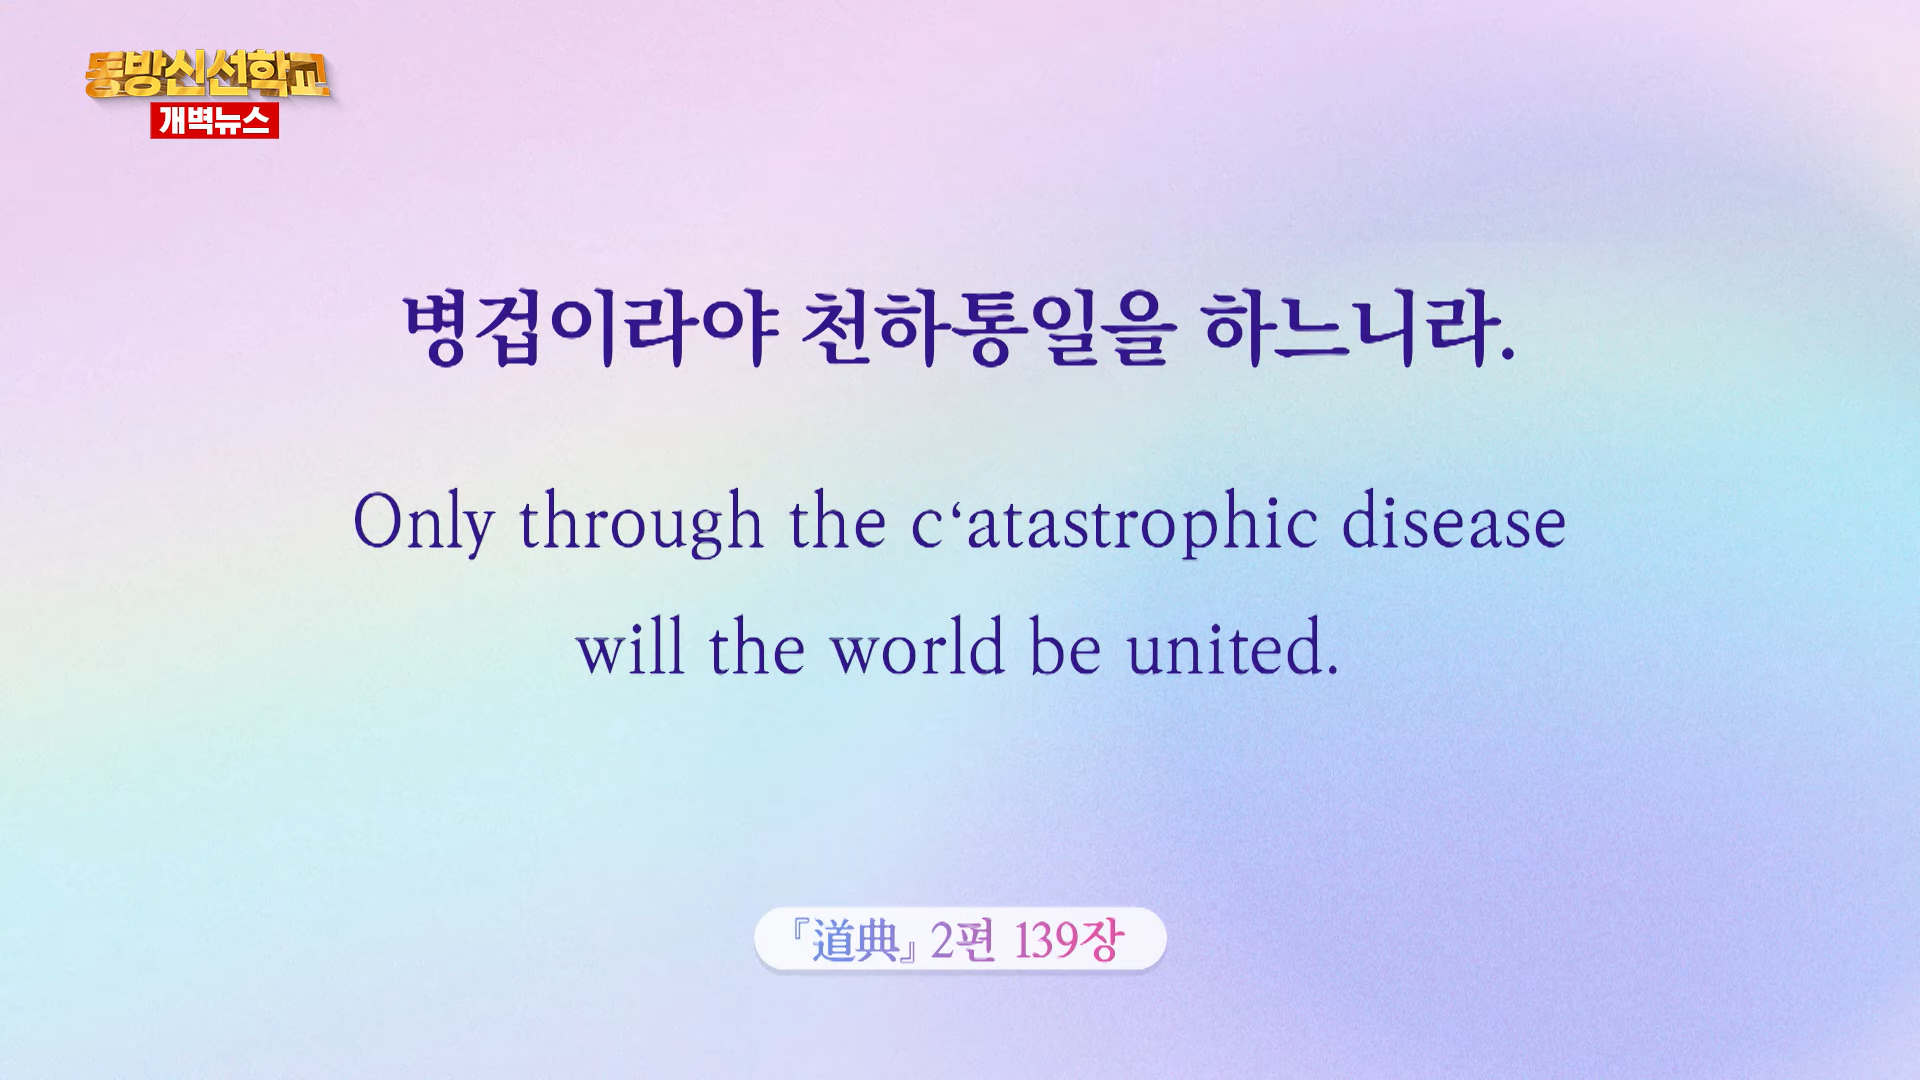 동방신선학교
개벽뉴스
병겁이라야 천하통일을 하느니라.
Only through the c‘atastrophic disease
will the world be united.
『道典』 2편 139장